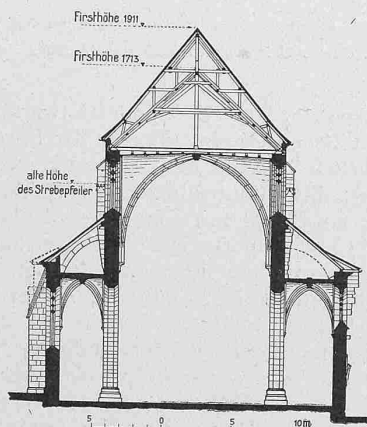 Firsthöhe 1911
Firsthöhe 1713
alte Höhe
des Strebepfeiler
5 0 5 10m